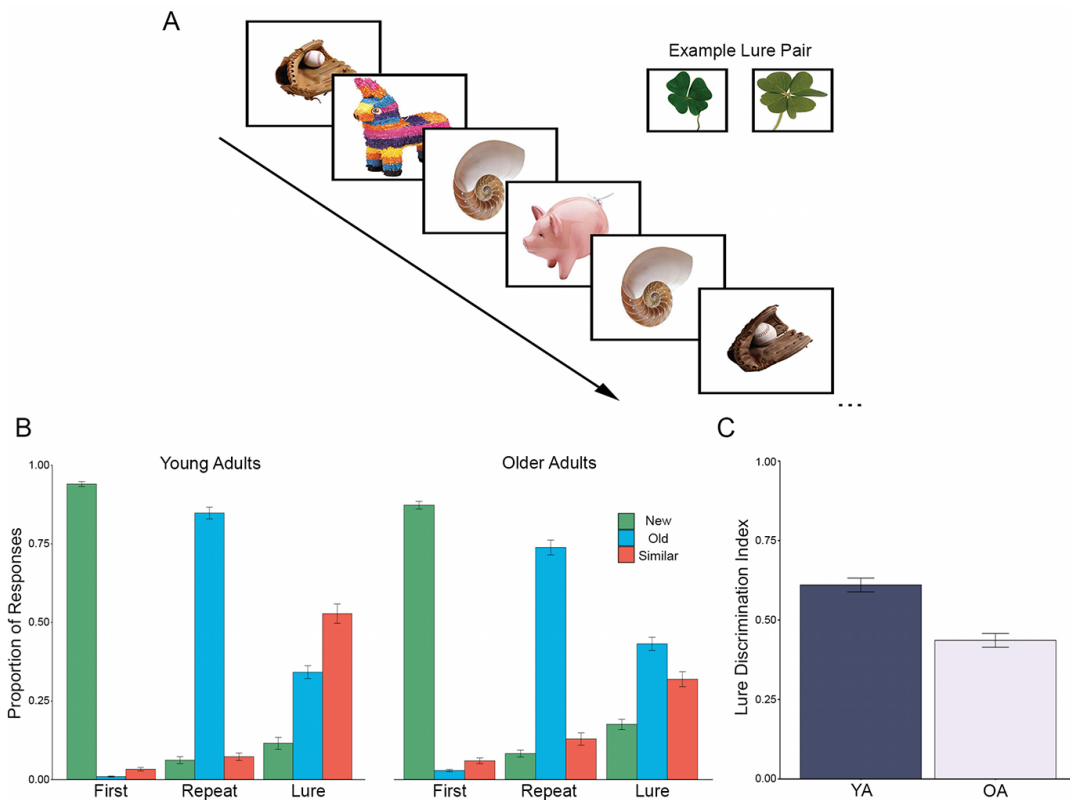 A
Example Lure Pair
...
B
Young Adults
Older Adults
Proportion of Responses
1.00
0.75
0.50
0.25
0.00
New
Old
Similar
First
Repeat
Lure
First
Repeat
Lure
C
Lure Discrimination Index
1.00
0.75
0.50
0.25
0.00
YA
OA